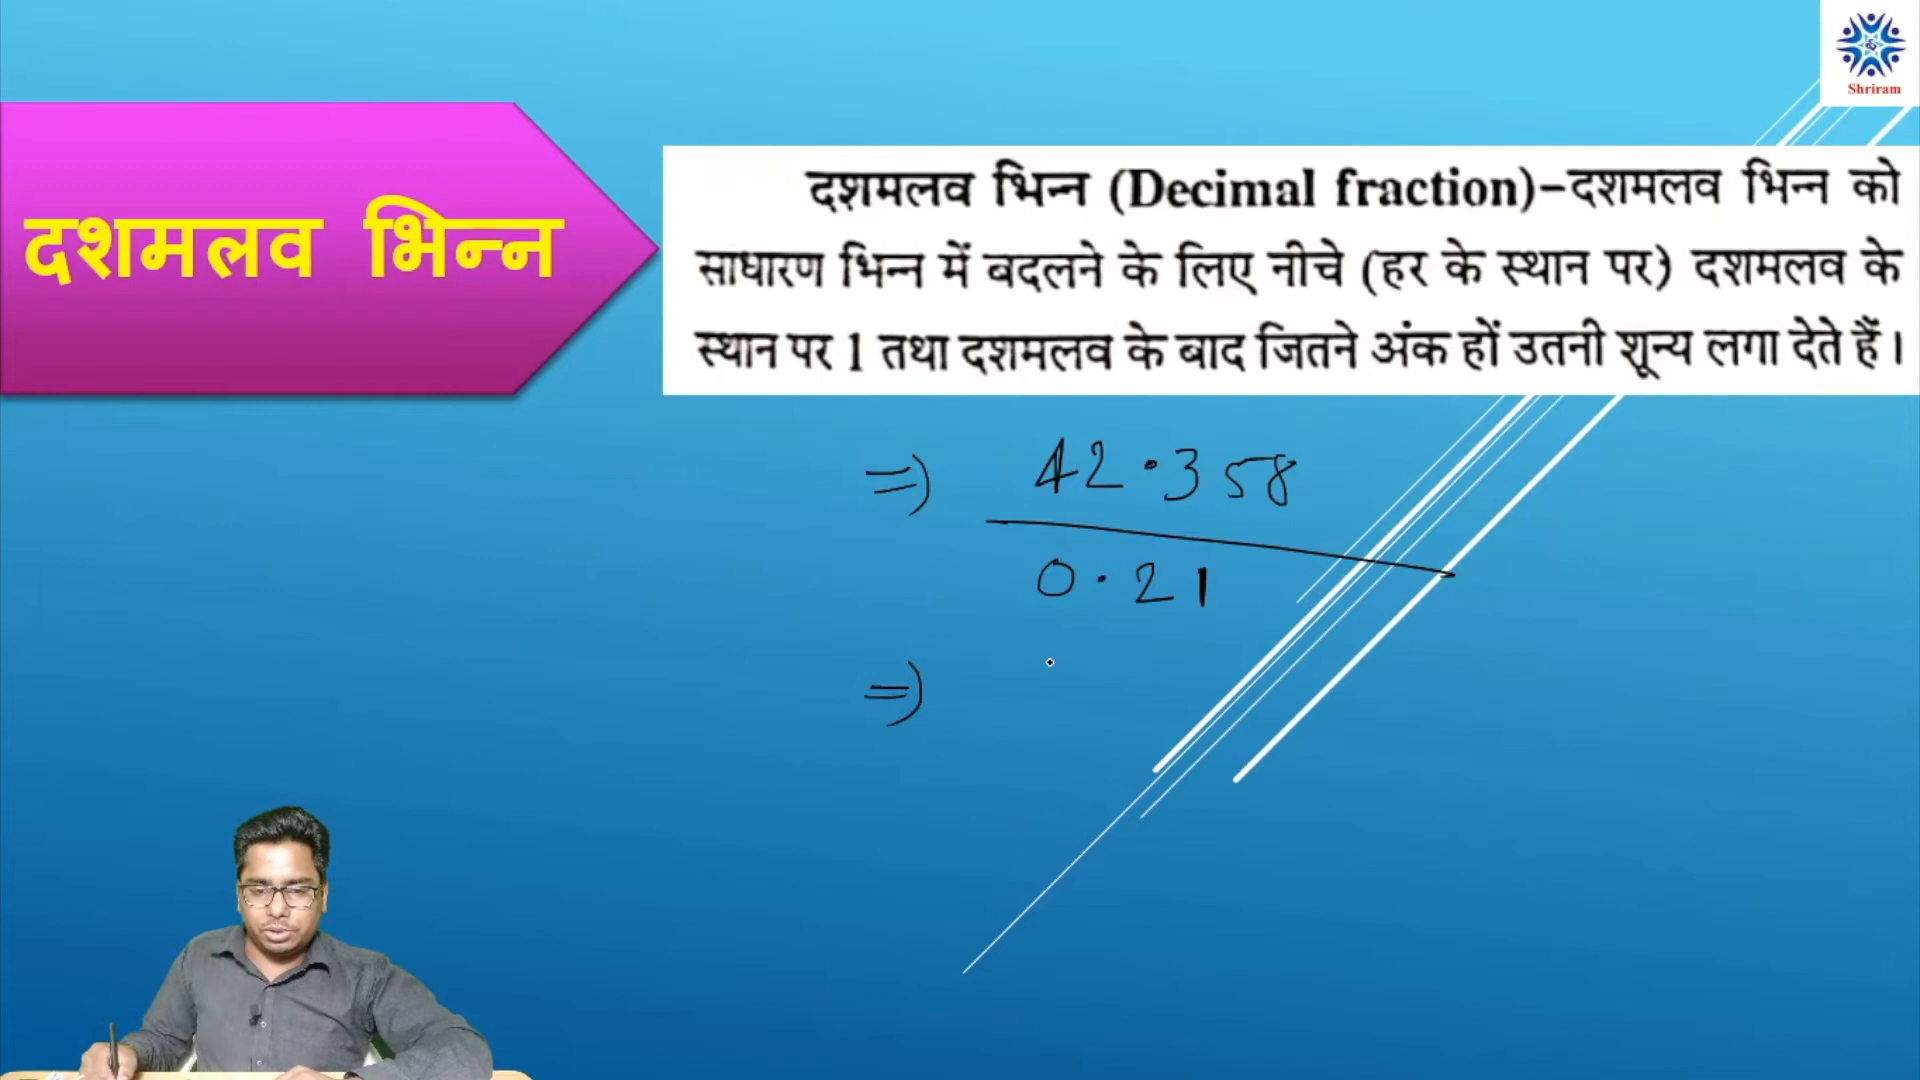 Shriram
दशमलव भिन्न
दशमलव भिन्न (Decimal fraction)–दशमलव भिन्न को
साधारण भिन्न में बदलने के लिए नीचे (हर के स्थान पर) दशमलव के
स्थान पर 1 तथा दशमलव के बाद जितने अंक हों उतनी शून्य लगा देते हैं।
=) 42.358
0.21
=)